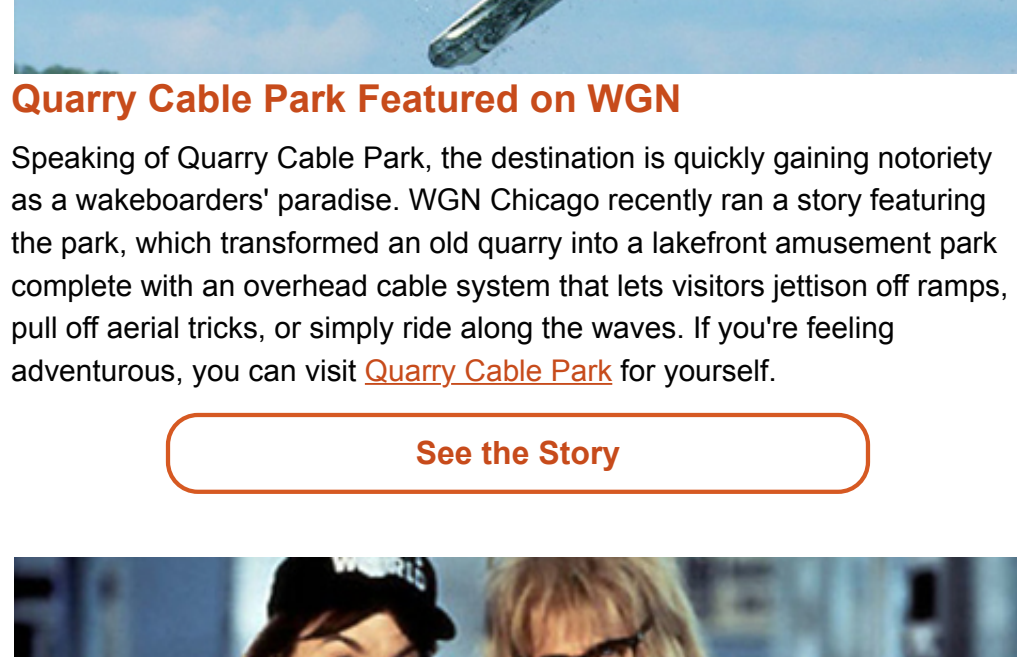 Quarry Cable Park Featured on WGN
Speaking of Quarry Cable Park, the destination is quickly gaining notoriety
as a wakeboarders' paradise. WGN Chicago recently ran a story featuring
the park, which transformed an old quarry into a lakefront amusement park
complete with an overhead cable system that lets visitors jettison off ramps,
pull off aerial tricks, or simply ride along the waves. If you're feeling
adventurous, you can visit Quarry Cable Park for yourself.
See the Story
WORLD